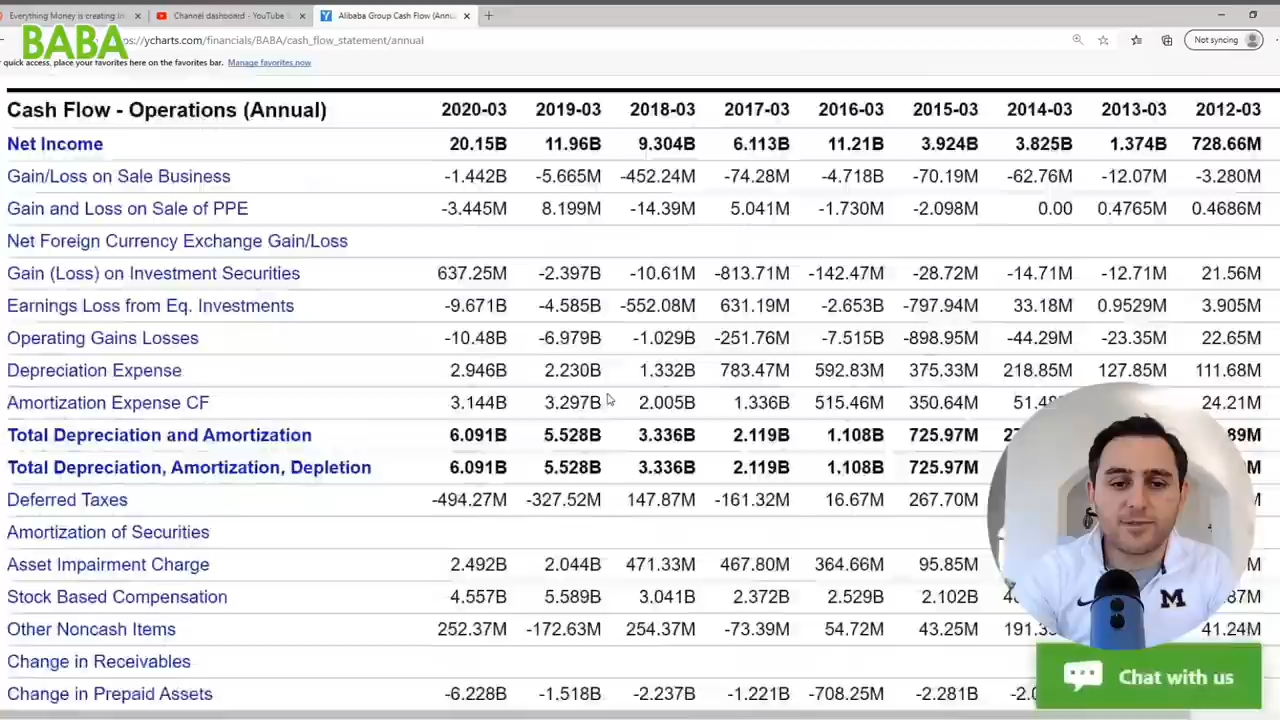 Everything Money is creating In
Channel dashboard - YouTube S
Alibaba Group Cash Flow (Annu
BABA
ps://ycharts.com/financials/BABA/cash_flow_statement/annual
Not syncing
quick access, place your favorites here on the favorites bar. Manage favorites now
Cash Flow - Operations (Annual) 2020-03 2019-03 2018-03 2017-03 2016-03 2015-03 2014-03 2013-03 2012-03
Net Income 20.15B 11.96B 9.304B 6.113B 11.21B 3.924B 3.825B 1.374B 728.66M
Gain/Loss on Sale Business -1.442B -5.665M -452.24M -74.28M -4.718B -70.19M -62.76M -12.07M -3.280M
Gain and Loss on Sale of PPE -3.445M 8.199M -14.39M 5.041M -1.730M -2.098M 0.00 0.4765M 0.4686M
Net Foreign Currency Exchange Gain/Loss
Gain (Loss) on Investment Securities 637.25M -2.397B -10.61M -813.71M -142.47M -28.72M -14.71M -12.71M 21.56M
Earnings Loss from Eq. Investments -9.671B -4.585B -552.08M 631.19M -2.653B -797.94M 33.18M 0.9529M 3.905M
Operating Gains Losses -10.48B -6.979B -1.029B -251.76M -7.515B -898.95M -44.29M -23.35M 22.65M
Depreciation Expense 2.946B 2.230B 1.332B 783.47M 592.83M 375.33M 218.85M 127.85M 111.68M
Amortization Expense CF 3.144B 3.297B 2.005B 1.336B 515.46M 350.64M 51.4 24.21M
Total Depreciation and Amortization 6.091B 5.528B 3.336B 2.119B 1.108B 725.97M 27 89M
Total Depreciation, Amortization, Depletion 6.091B 5.528B 3.336B 2.119B 1.108B 725.97M M
Deferred Taxes -494.27M -327.52M 147.87M -161.32M 16.67M 267.70M
Amortization of Securities
Asset Impairment Charge 2.492B 2.044B 471.33M 467.80M 364.66M 95.85M M
Stock Based Compensation 4.557B 5.589B 3.041B 2.372B 2.529B 2.102B 87M
M
Other Noncash Items 252.37M -172.63M 254.37M -73.39M 54.72M 43.25M 191.3 41.24M
Change in Receivables
Change in Prepaid Assets -6.228B -1.518B -2.237B -1.221B -708.25M -2.281B -2.0
Chat with us